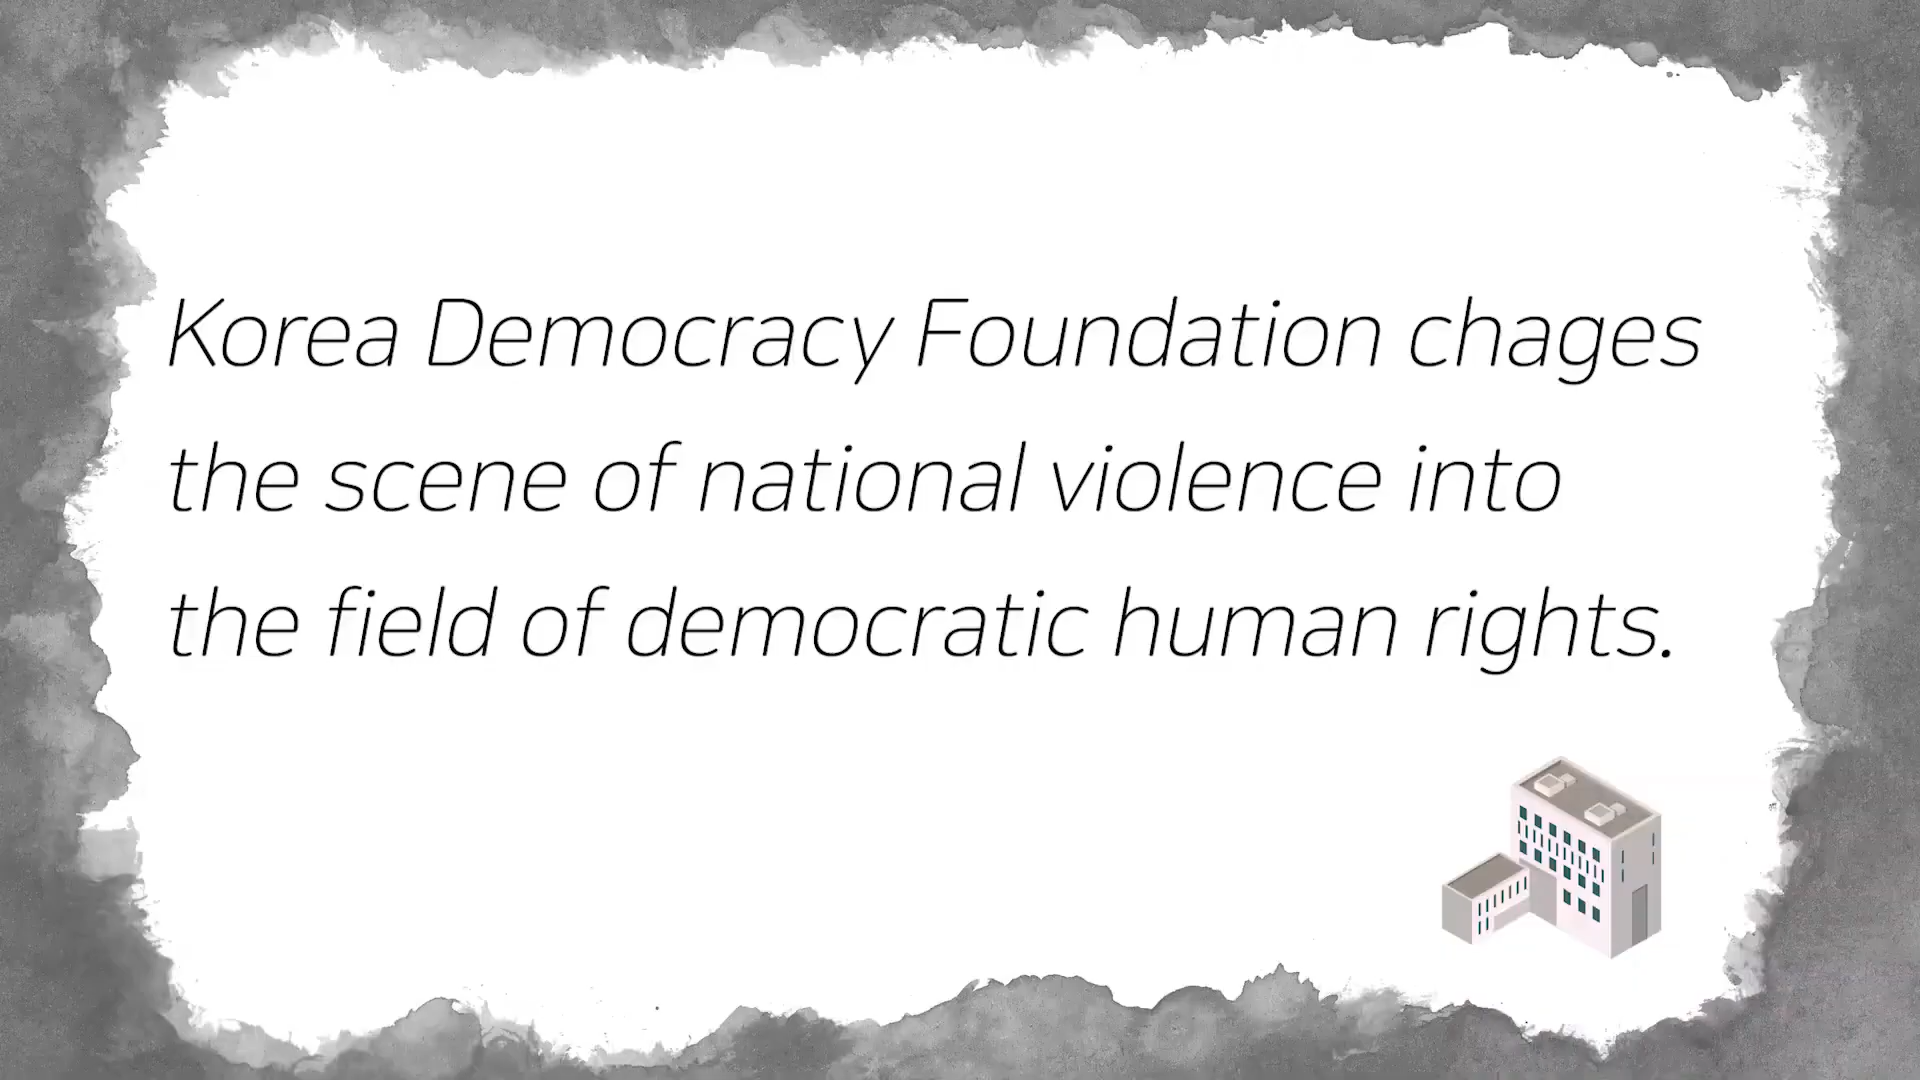 Korea Democracy Foundation chages
the scene of national violence into
the field of democratic human rights.